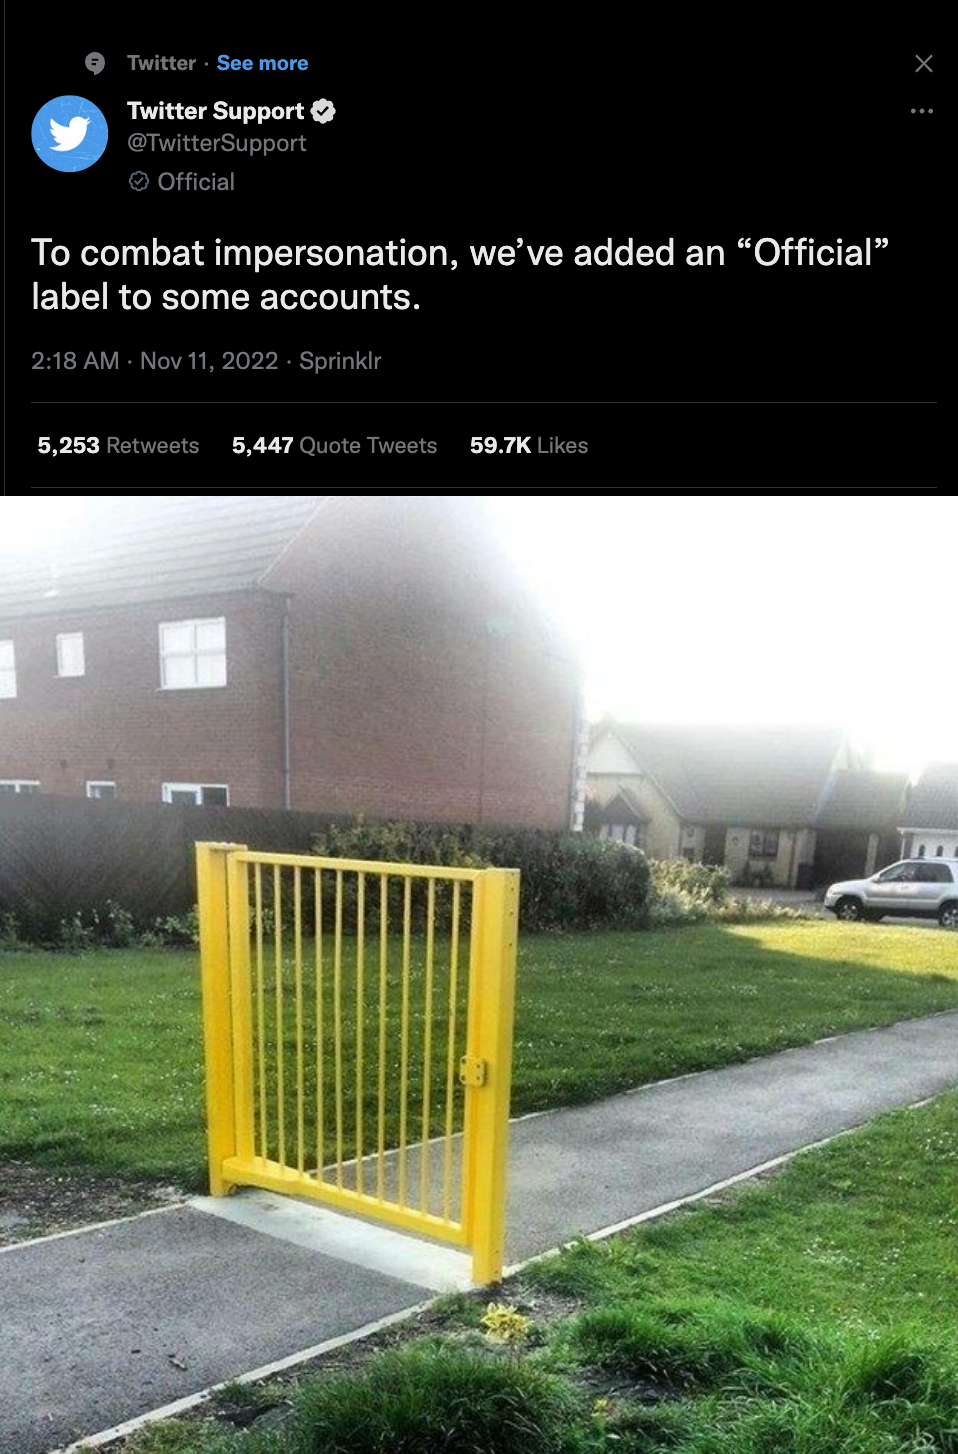 Twitter · See more
Twitter Support
@TwitterSupport
Official
To combat impersonation, we’ve added an “Official”
label to some accounts.
2:18 AM · Nov 11, 2022 · Sprinklr
5,253 Retweets 5,447 Quote Tweets 59.7K Likes